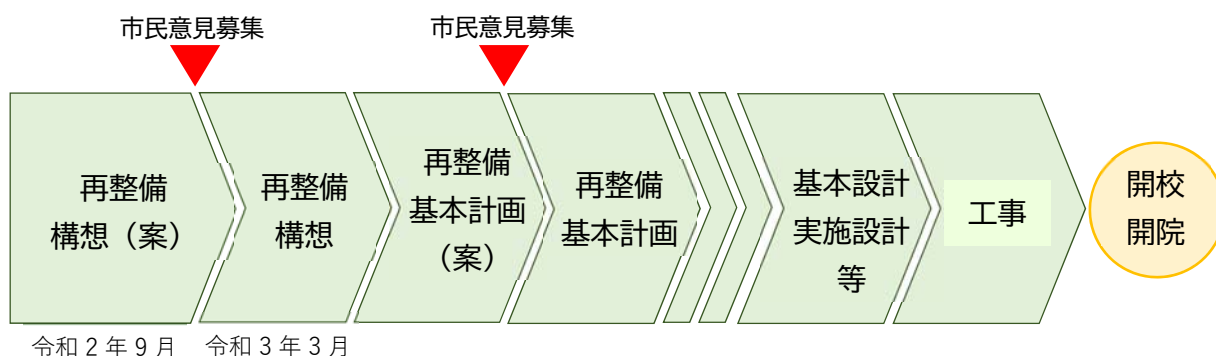 市民意見募集
市民意見募集
再整備
構想（案）
再整備
構想
再整備
基本計画
（案）
再整備
基本計画
基本設計
実施設計
等
工事
開校
開院
令和２年９月
令和３年３月